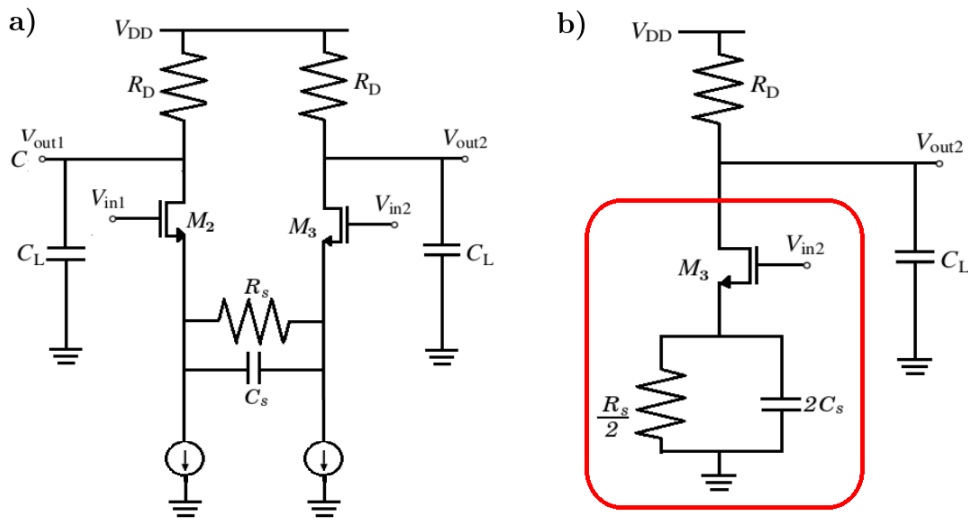 a)
V_DD
R_D
R_D
V_out1
C
V_out2
V_in1
V_in2
M_2
M_3
C_L
C_L
R_s
C_s
b)
V_DD
R_D
V_out2
V_in2
M_3
C_L
R_s
2
2C_s